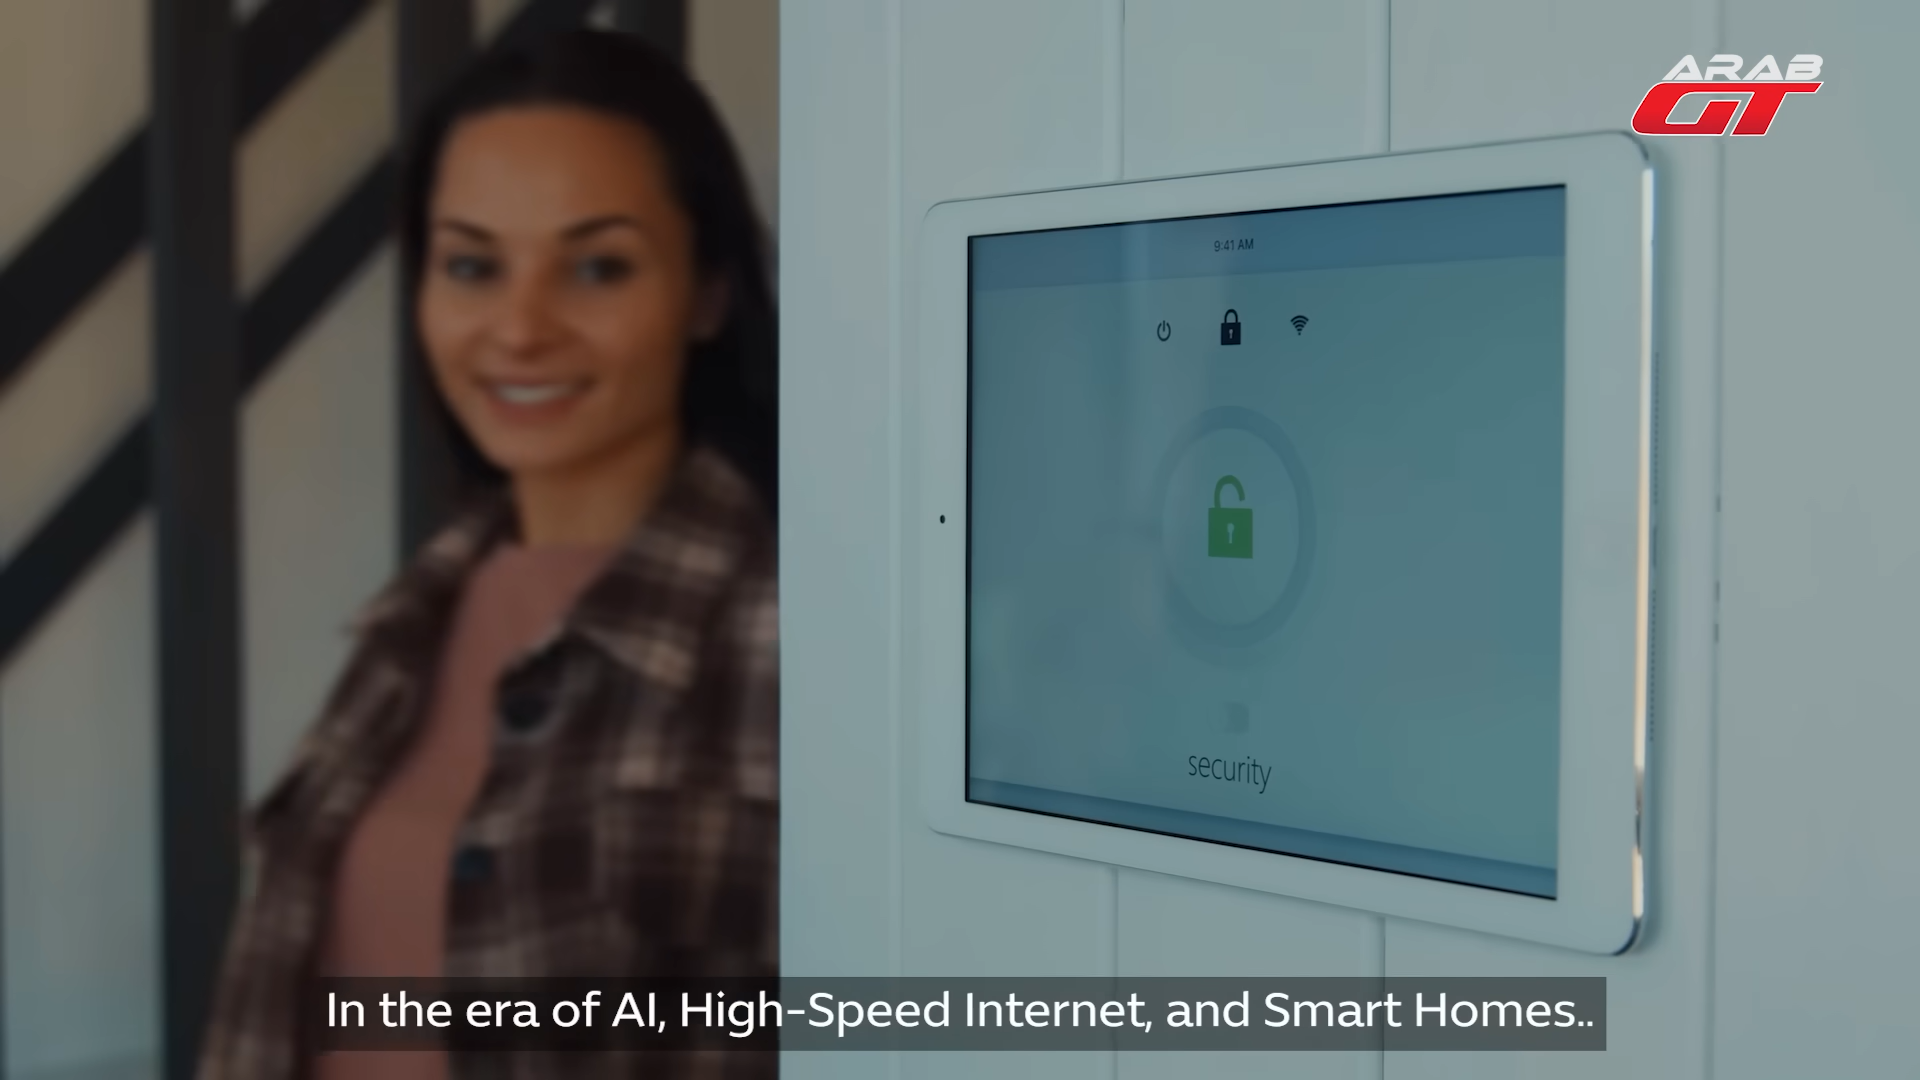 ARAB
GT
9:41 AM
security
In the era of AI, High-Speed Internet, and Smart Homes..